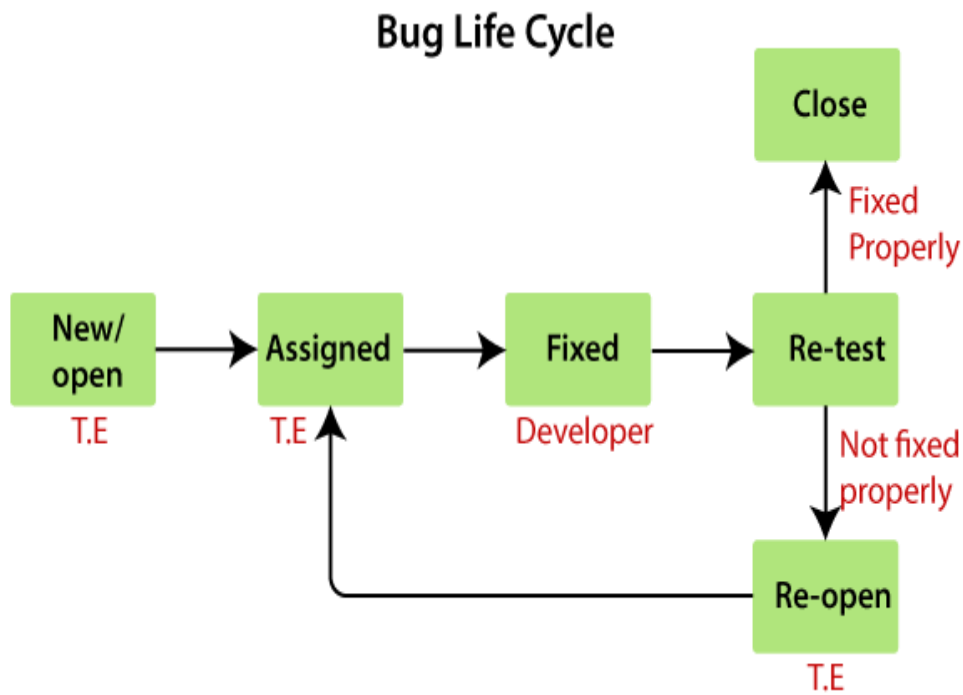 Bug Life Cycle
Close
Fixed
Properly
New/
open
T.E
Assigned
T.E
Fixed
Developer
Re-test
Not fixed
properly
Re-open
T.E